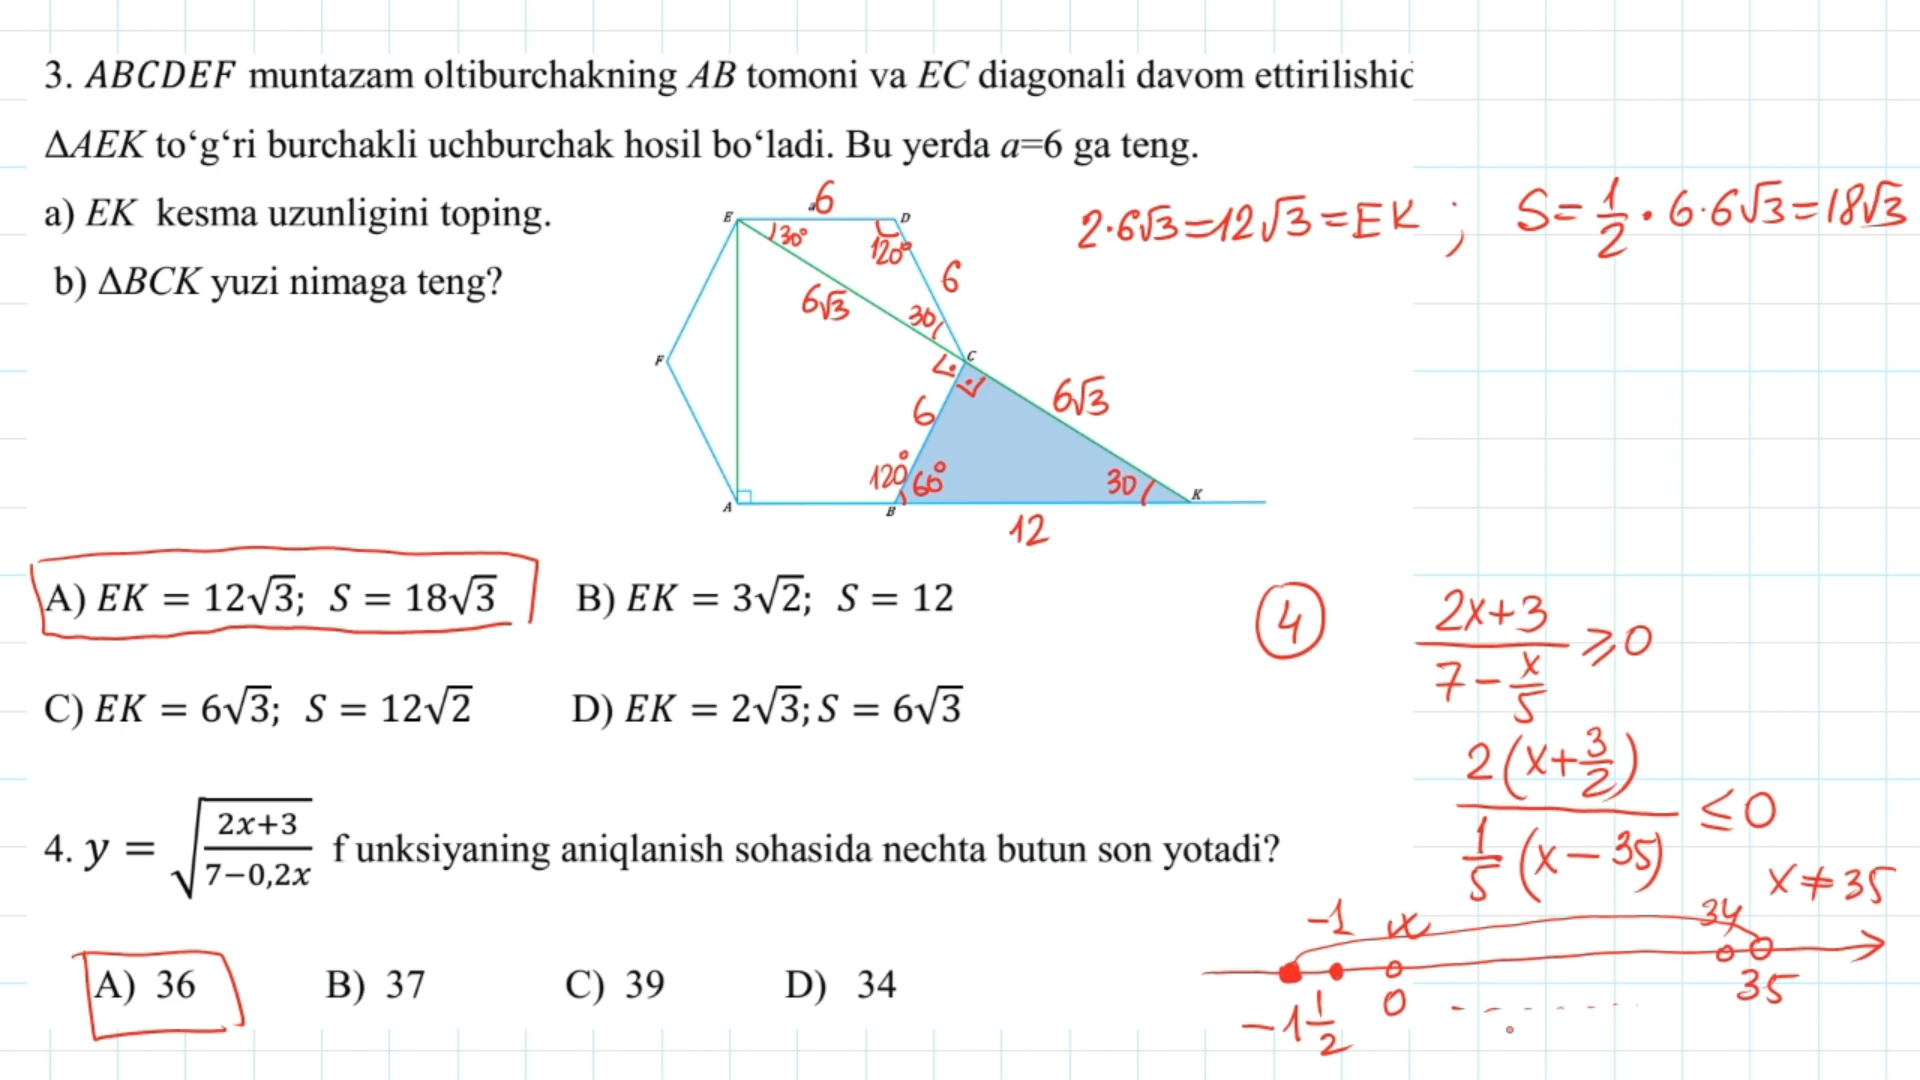 3. ABCDEF muntazam oltiburchakning AB tomoni va EC diagonali davom ettirilishid
ΔAEK to‘g‘ri burchakli uchburchak hosil bo‘ladi. Bu yerda a=6 ga teng.
a) EK kesma uzunligini toping.
b) ΔBCK yuzi nimaga teng?
2·6√3=12√3=EK ; S=1/2·6·6√3=18√3
E 6 D
30° 120°
6√3 6
30
F C
6 6√3
120° 60° 30 K
A B
12
A) EK = 12√3; S = 18√3 B) EK = 3√2; S = 12
C) EK = 6√3; S = 12√2 D) EK = 2√3; S = 6√3
4
(2x+3)/(7-x/5) ⩾ 0
2(x+3/2)/(1/5(x-35)) ≤ 0
x≠35
4. y = √((2x+3)/(7−0,2x)) funksiyaning aniqlanish sohasida nechta butun son yotadi?
-1 34
-1 1/2 0 35
A) 36 B) 37 C) 39 D) 34